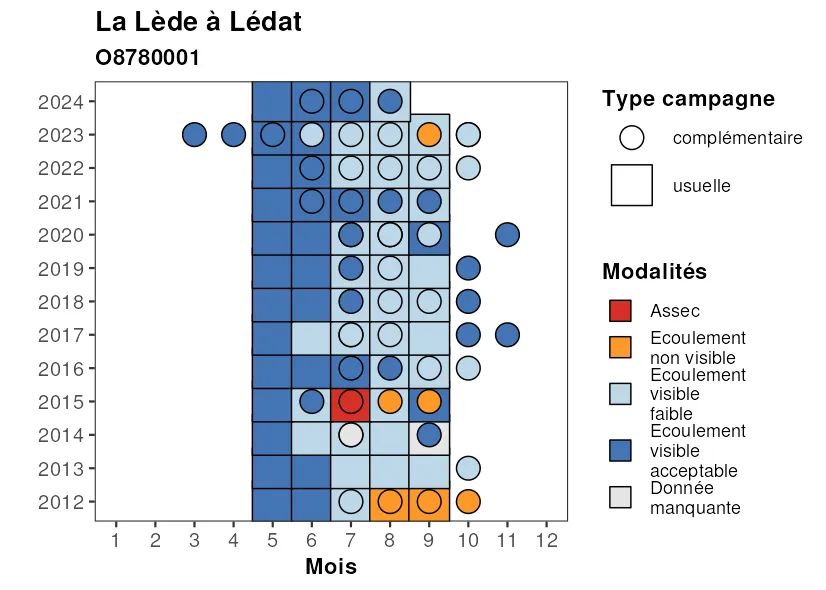 La Lède à Lédat
O8780001
2024
2023
2022
2021
2020
2019
2018
2017
2016
2015
2014
2013
2012
1 2 3 4 5 6 7 8 9 10 11 12
Mois
Type campagne
complémentaire
usuelle
Modalités
Assec
Ecoulement
non visible
Ecoulement
visible
faible
Ecoulement
visible
acceptable
Donnée
manquante